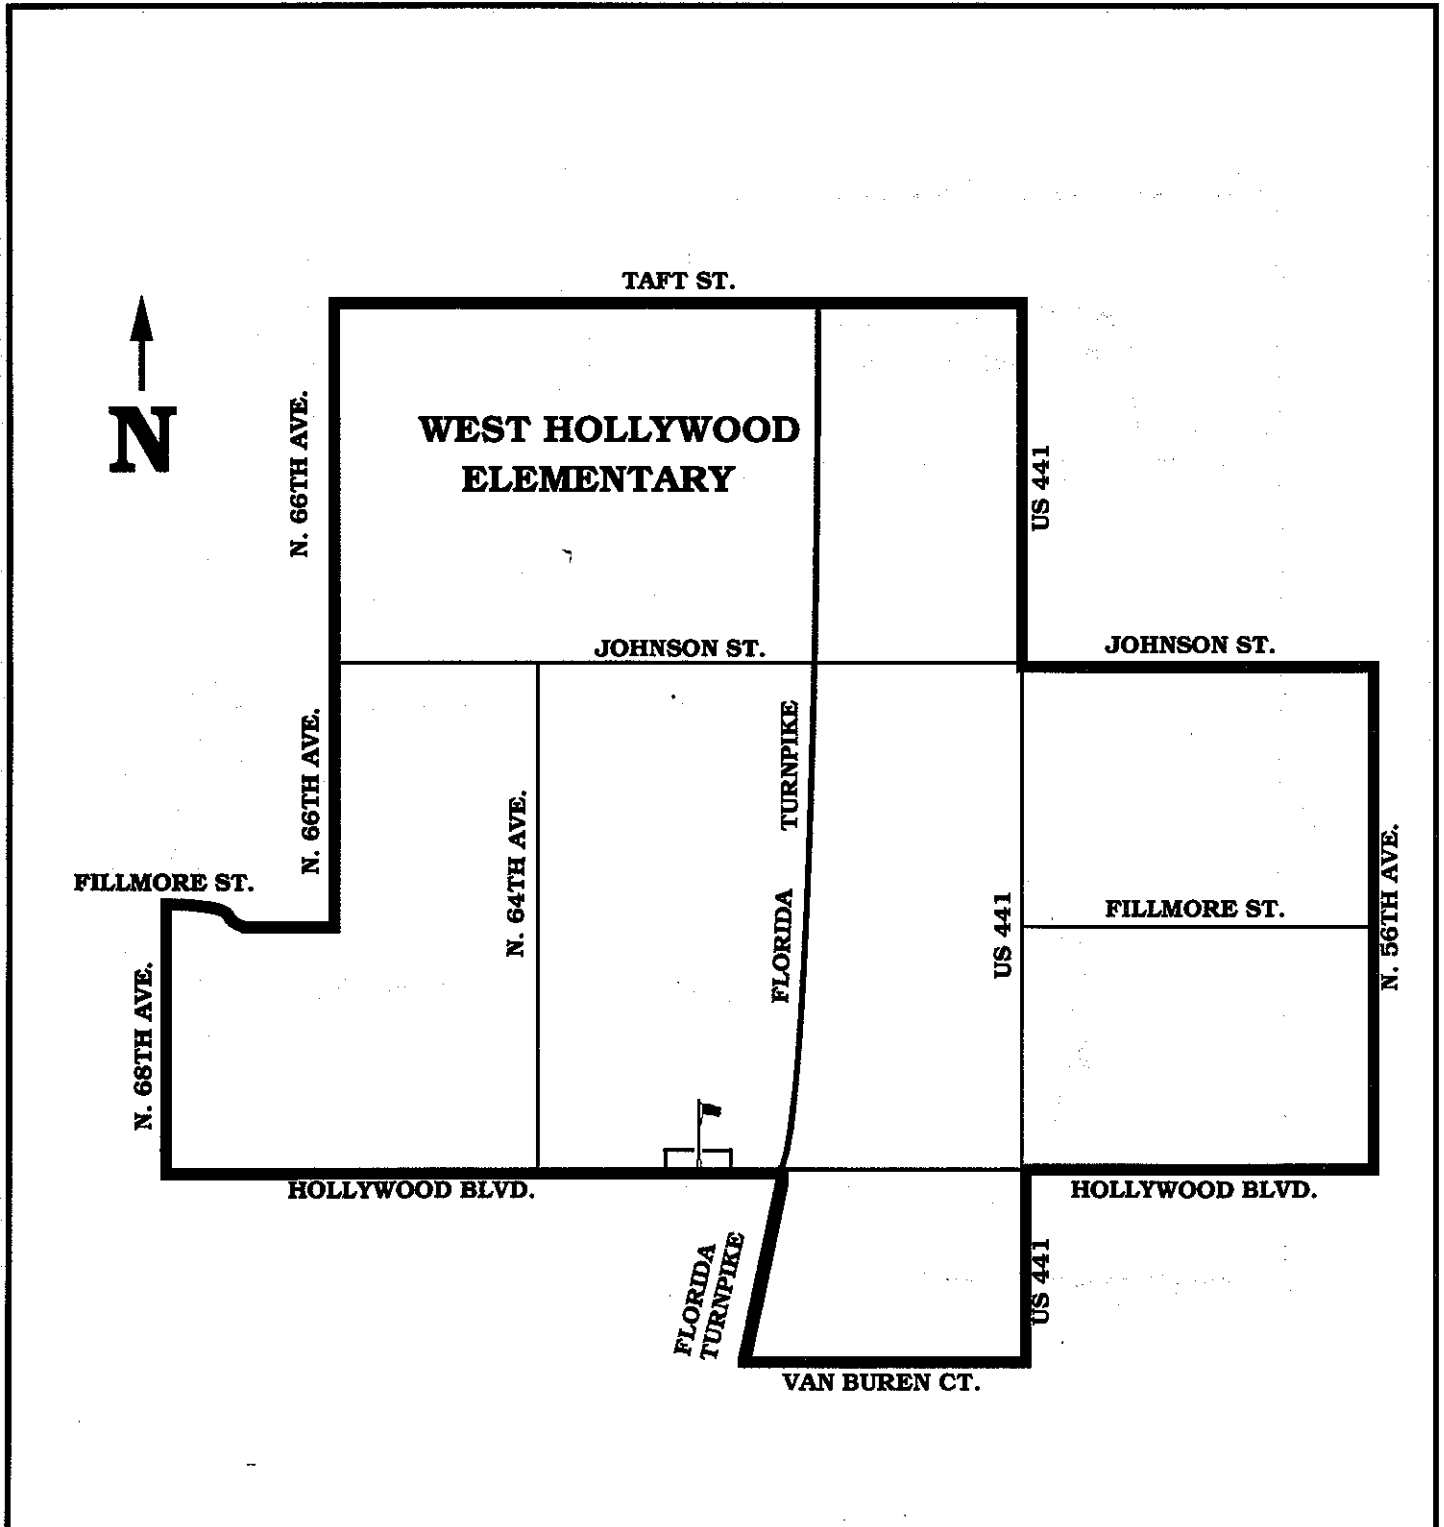 TAFT ST.
N
N. 66TH AVE.
WEST HOLLYWOOD
ELEMENTARY
US 441
JOHNSON ST.
JOHNSON ST.
N. 66TH AVE.
FLORIDA TURNPIKE
N. 64TH AVE.
FILLMORE ST.
US 441
FILLMORE ST.
N. 56TH AVE.
N. 68TH AVE.
HOLLYWOOD BLVD.
HOLLYWOOD BLVD.
FLORIDA
TURNPIKE
US 441
VAN BUREN CT.